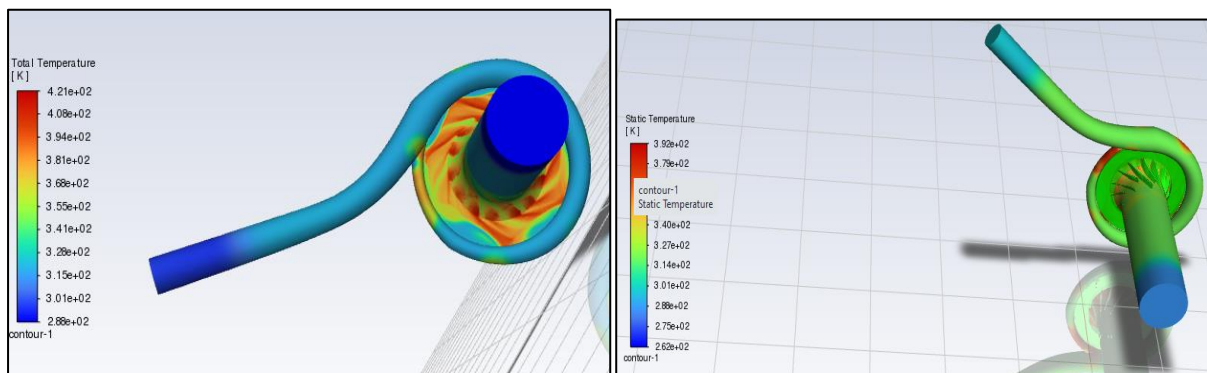 Total Temperature
[ K ]
4.21e+02
4.08e+02
3.94e+02
3.81e+02
3.68e+02
3.55e+02
3.41e+02
3.28e+02
3.15e+02
3.01e+02
2.88e+02
contour-1
Static Temperature
[ K ]
3.92e+02
3.79e+02
contour-1
Static Temperature
3.40e+02
3.27e+02
3.14e+02
3.01e+02
2.88e+02
2.75e+02
2.62e+02
contour-1